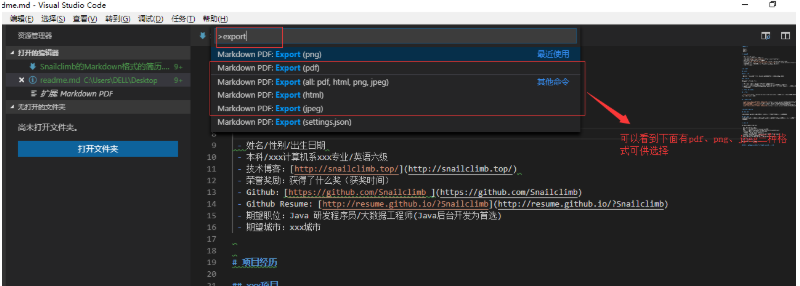 dme.md - Visual Studio Code
编辑(E) 选择(S) 查看(V) 转到(G) 调试(D) 任务(T) 帮助(H)
资源管理器
打开的编辑器
Snailclimb的Markdown格式的简历.... 9+
readme.md C:\Users\DELL\Desktop 9+
扩展 Markdown PDF
无打开的文件夹
尚未打开文件夹。
打开文件夹
>export
Markdown PDF: Export (png) 最近使用
Markdown PDF: Export (pdf)
Markdown PDF: Export (all: pdf, html, png, jpeg) 其他命令
Markdown PDF: Export (html)
Markdown PDF: Export (jpeg)
Markdown PDF: Export (settings.json)
可以看到下面有pdf、png、
格式可供选择
8
9 - 姓名/性别/出生日期
10 - 本科/xxx计算机系xxx专业/英语六级
11 - 技术博客：[http://snailclimb.top/](http://snailclimb.top/)
12 - 荣誉奖励：获得了什么奖（获奖时间）
13 - Github: [https://github.com/Snailclimb ](https://github.com/Snailclimb)
14 - Github Resume: [http://resume.github.io/?Snailclimb](http://resume.github.io/?Snailclimb)
15 - 期望职位: Java 研发程序员/大数据工程师(Java后台开发为首选)
16 - 期望城市: xxx城市
17
18
19 # 项目经历
20
21 ## xxx项目